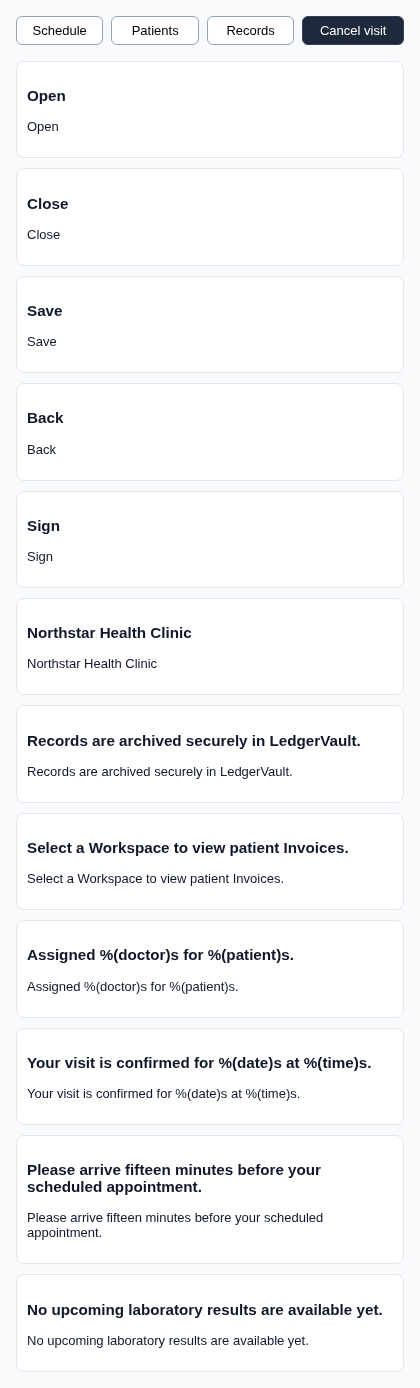 Schedule
Patients
Records
Cancel visit
Open
Open
Close
Close
Save
Save
Back
Back
Sign
Sign
Northstar Health Clinic
Northstar Health Clinic
Records are archived securely in LedgerVault.
Records are archived securely in LedgerVault.
Select a Workspace to view patient Invoices.
Select a Workspace to view patient Invoices.
Assigned %(doctor)s for %(patient)s.
Assigned %(doctor)s for %(patient)s.
Your visit is confirmed for %(date)s at %(time)s.
Your visit is confirmed for %(date)s at %(time)s.
Please arrive fifteen minutes before your
scheduled appointment.
Please arrive fifteen minutes before your scheduled
appointment.
No upcoming laboratory results are available yet.
No upcoming laboratory results are available yet.